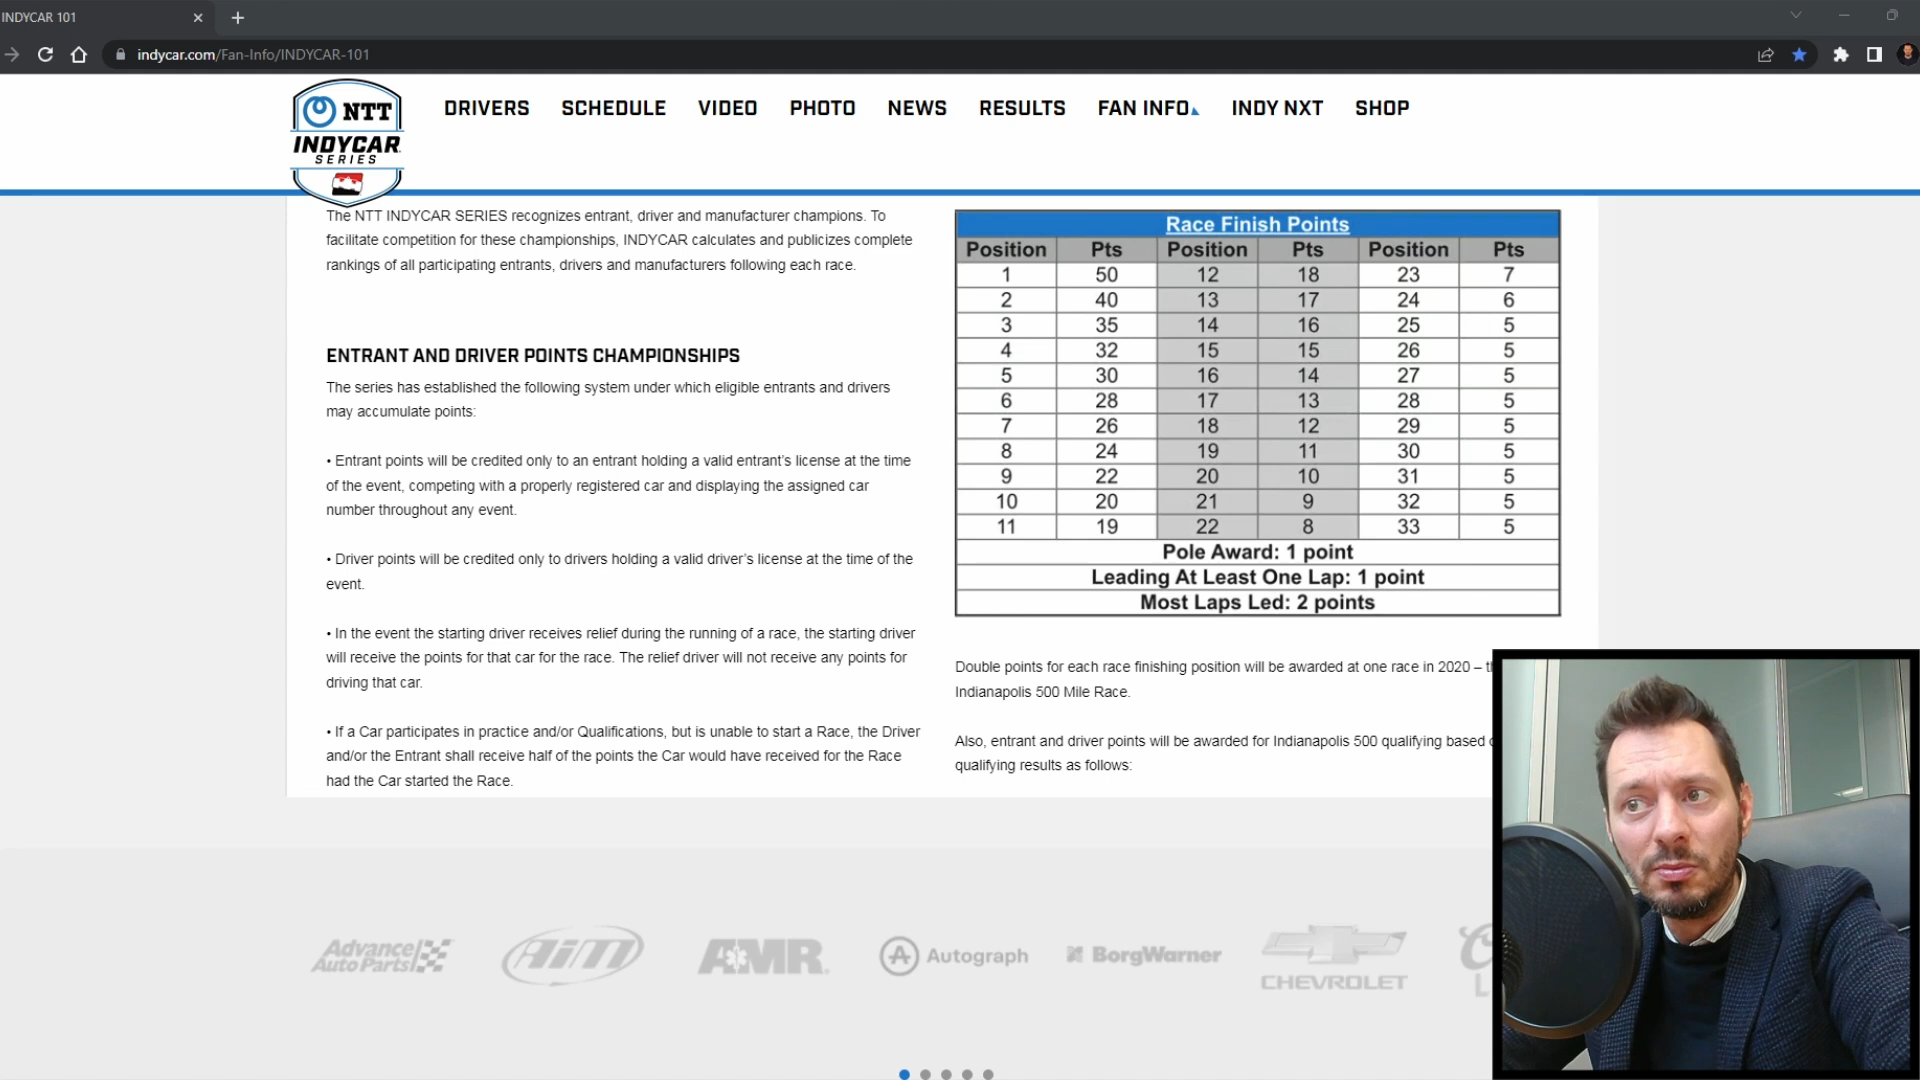 INDYCAR 101
indycar.com/Fan-Info/INDYCAR-101
NTT
INDYCAR
SERIES
DRIVERS SCHEDULE VIDEO PHOTO NEWS RESULTS FAN INFO INDY NXT SHOP
The NTT INDYCAR SERIES recognizes entrant, driver and manufacturer champions. To
facilitate competition for these championships, INDYCAR calculates and publicizes complete
rankings of all participating entrants, drivers and manufacturers following each race.
ENTRANT AND DRIVER POINTS CHAMPIONSHIPS
The series has established the following system under which eligible entrants and drivers
may accumulate points:
• Entrant points will be credited only to an entrant holding a valid entrant's license at the time
of the event, competing with a properly registered car and displaying the assigned car
number throughout any event.
• Driver points will be credited only to drivers holding a valid driver's license at the time of the
event.
• In the event the starting driver receives relief during the running of a race, the starting driver
will receive the points for that car for the race. The relief driver will not receive any points for
driving that car.
• If a Car participates in practice and/or Qualifications, but is unable to start a Race, the Driver
and/or the Entrant shall receive half of the points the Car would have received for the Race
had the Car started the Race.
Race Finish Points
Position Pts Position Pts Position Pts
1 50 12 18 23 7
2 40 13 17 24 6
3 35 14 16 25 5
4 32 15 15 26 5
5 30 16 14 27 5
6 28 17 13 28 5
7 26 18 12 29 5
8 24 19 11 30 5
9 22 20 10 31 5
10 20 21 9 32 5
11 19 22 8 33 5
Pole Award: 1 point
Leading At Least One Lap: 1 point
Most Laps Led: 2 points
Double points for each race finishing position will be awarded at one race in 2020 –
Indianapolis 500 Mile Race.
Also, entrant and driver points will be awarded for Indianapolis 500 qualifying based
qualifying results as follows:
Advance
Auto Parts
AiM
AMR
Autograph
BorgWarner
CHEVROLET